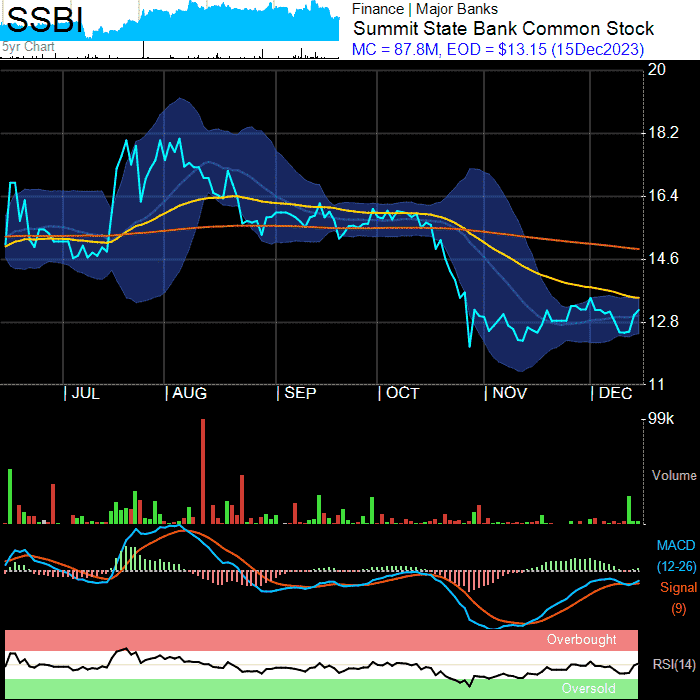 SSBI
5yr Chart
Finance | Major Banks
Summit State Bank Common Stock
MC = 87.8M, EOD = $13.15 (15Dec2023)
20
18.2
16.4
14.6
12.8
11
| JUL | AUG | SEP | OCT | NOV | DEC
99k
Volume
MACD
(12-26)
Signal
(9)
Overbought
RSI(14)
Oversold